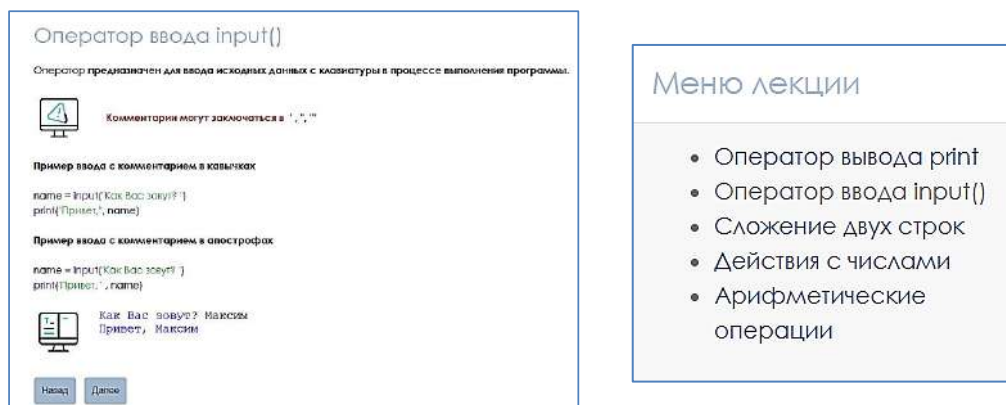 Оператор ввода input()
Оператор предназначен для ввода исходных данных с клавиатуры в процессе выполнения программы.
Комментарии могут заключаться в
Пример ввода с комментарием в кавычках
name = input("Как Вас зовут? ")
print("Привет,", name)
Пример ввода с комментарием в апострофах
name = input('Как Вас зовут? ')
print('Привет, ' , name)
Как Вас зовут? Максим
Привет, Максим
Назад
Далее
Меню лекции
• Оператор вывода print
• Оператор ввода input()
• Сложение двух строк
• Действия с числами
• Арифметические
операции